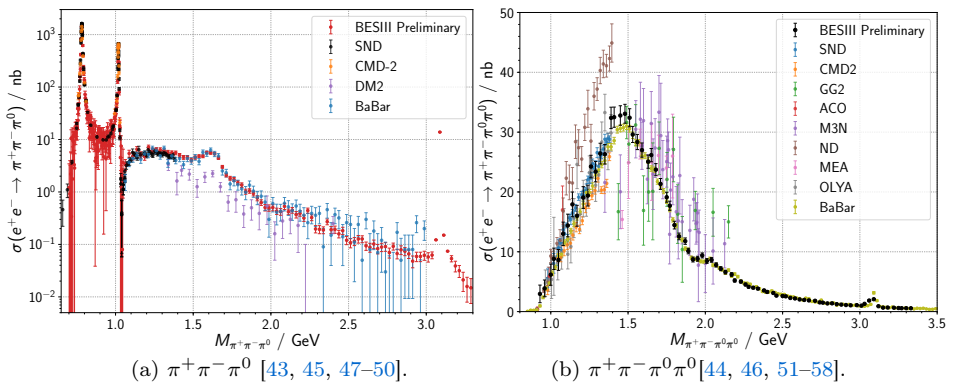 σ(e⁺e⁻ → π⁺π⁻π⁰) / nb
10³
10²
10¹
10⁰
10⁻¹
10⁻²
BESIII Preliminary
SND
CMD-2
DM2
BaBar
1.0 1.5 2.0 2.5 3.0
M_{π⁺π⁻π⁰} / GeV
(a) π⁺π⁻π⁰ [43, 45, 47–50].
σ(e⁺e⁻ → π⁺π⁻π⁰π⁰) / nb
50
40
30
20
10
0
BESIII Preliminary
SND
CMD2
GG2
ACO
M3N
ND
MEA
OLYA
BaBar
1.0 1.5 2.0 2.5 3.0 3.5
M_{π⁺π⁻π⁰π⁰} / GeV
(b) π⁺π⁻π⁰π⁰[44, 46, 51–58].